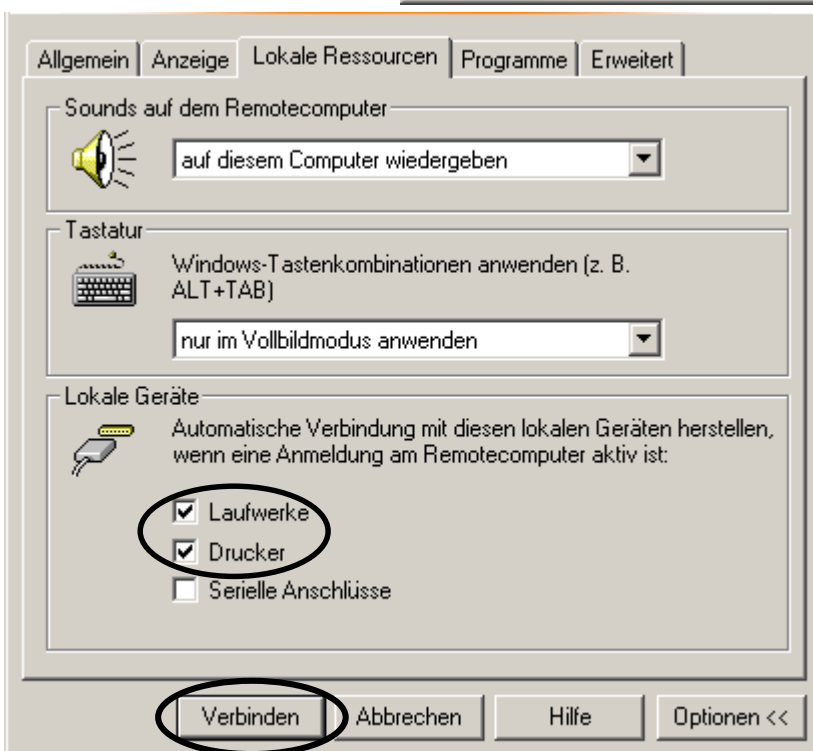 Allgemein Anzeige Lokale Ressourcen Programme Erweitert
Sounds auf dem Remotecomputer
auf diesem Computer wiedergeben
Tastatur
Windows-Tastenkombinationen anwenden (z. B.
ALT+TAB)
nur im Vollbildmodus anwenden
Lokale Geräte
Automatische Verbindung mit diesen lokalen Geräten herstellen,
wenn eine Anmeldung am Remotecomputer aktiv ist:
Laufwerke
Drucker
Serielle Anschlüsse
Verbinden Abbrechen Hilfe Optionen <<